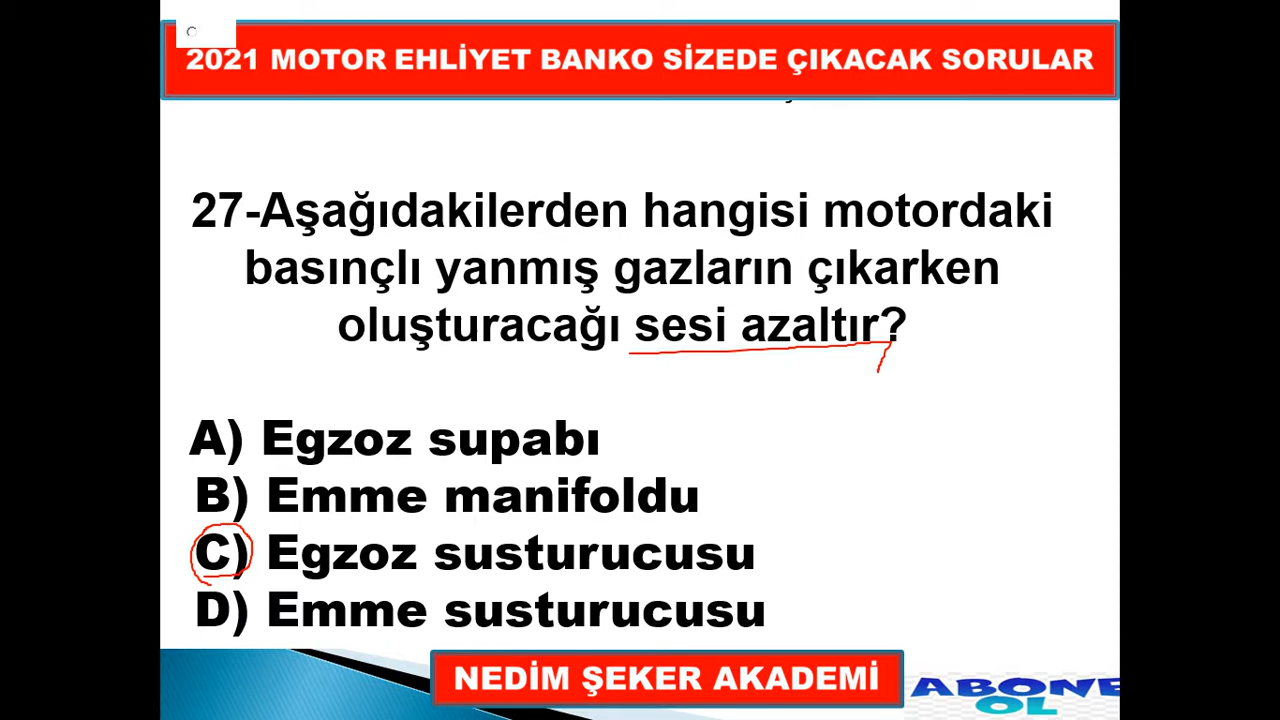 2021 MOTOR EHLİYET BANKO SİZEDE ÇIKACAK SORULAR
27-Aşağıdakilerden hangisi motordaki
basınçlı yanmış gazların çıkarken
oluşturacağı sesi azaltır?
A) Egzoz supabı
B) Emme manifoldu
C) Egzoz susturucusu
D) Emme susturucusu
NEDİM ŞEKER AKADEMİ
ABONE
OL